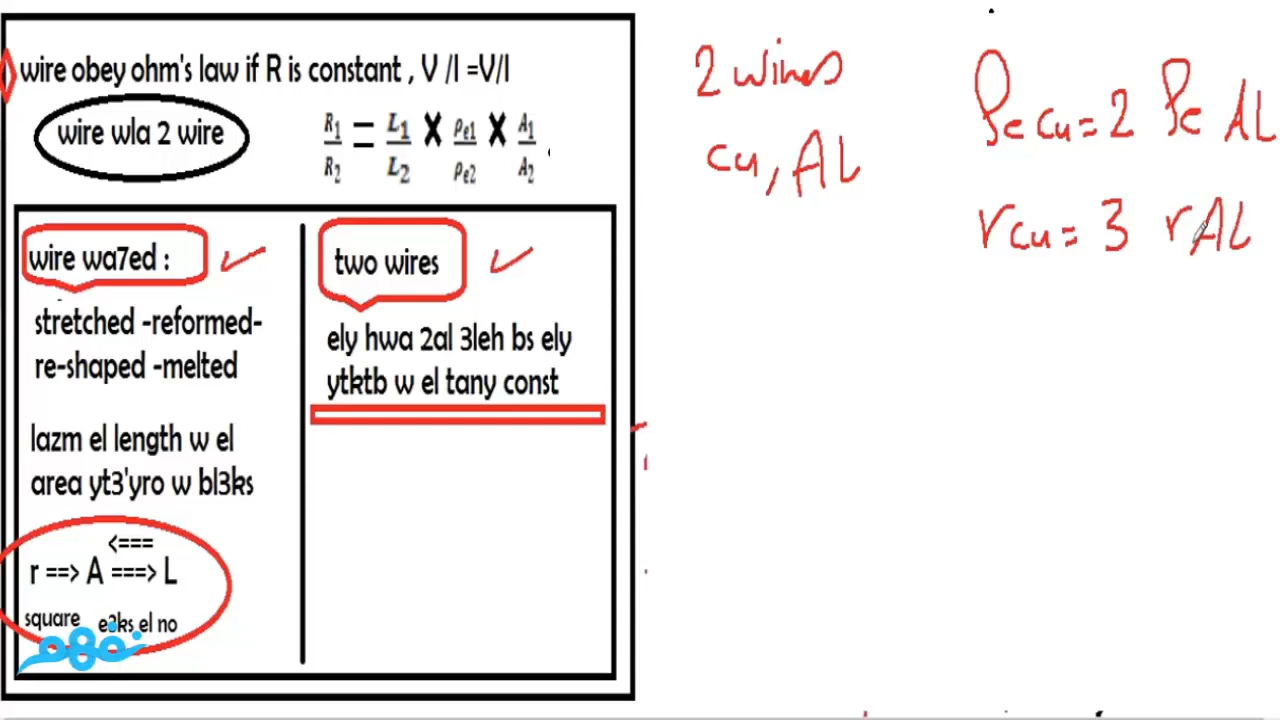 wire obey ohm's law if R is constant , V /I =V/I
wire wla 2 wire
R1/R2 = L1/L2 × ρe1/ρe2 × A1/A2 .
wire wa7ed :
stretched -reformed-
re-shaped -melted
lazm el length w el
area yt3'yro w bl3ks
<===
r ==> A ===> L
square e3ks el no
two wires
ely hwa 2al 3leh bs ely
ytktb w el tany const
2 wires
cu, AL
ρe cu = 2 ρe AL
r cu = 3 r AL